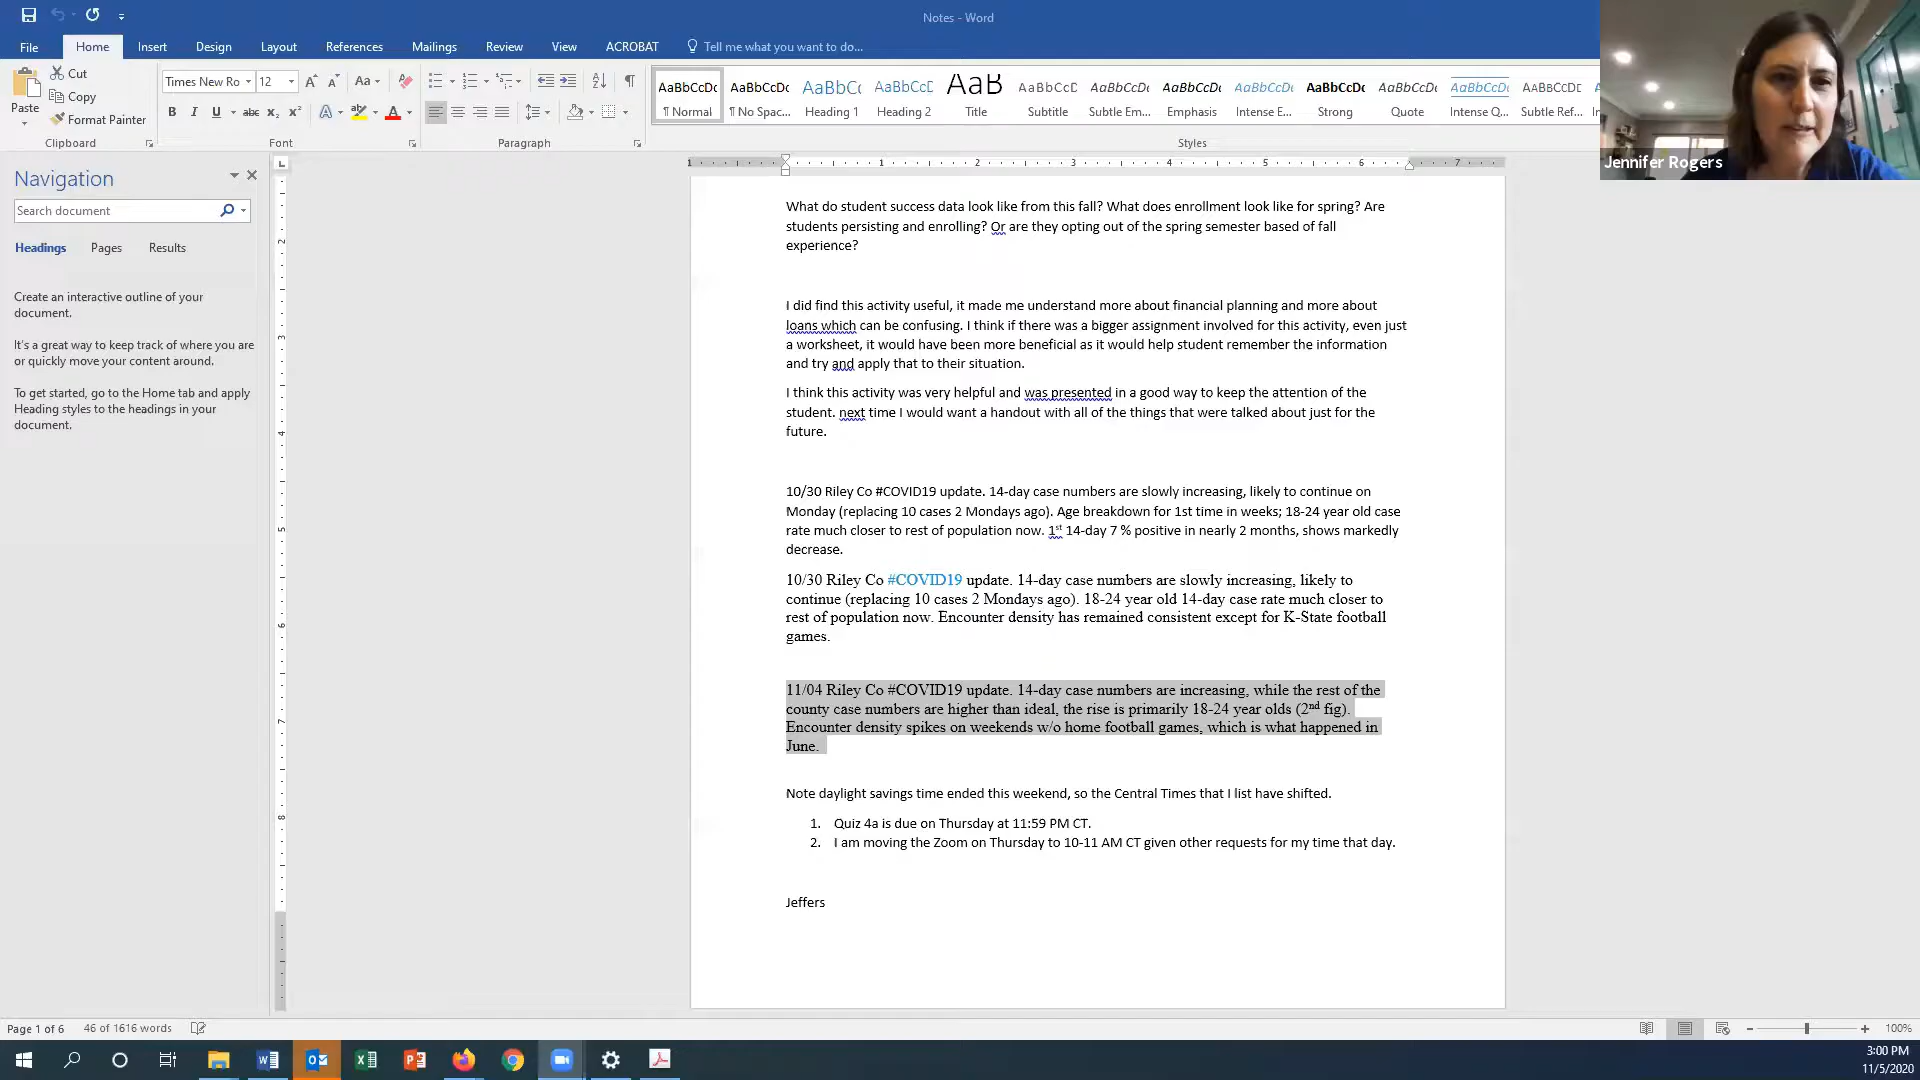 Notes - Word
File Home Insert Design Layout References Mailings Review View ACROBAT Tell me what you want to do...
Paste
Cut
Copy
Format Painter
Clipboard
Times New Ro 12
Font
Paragraph
AaBbCcDc AaBbCcDc AaBbCc AaBbCcD AaB AaBbCcD AaBbCcDc AaBbCcDc AaBbCcDc AaBbCcDc AaBbCcDc AaBbCcDc AABBCCDC
¶ Normal ¶ No Spac... Heading 1 Heading 2 Title Subtitle Subtle Em... Emphasis Intense E... Strong Quote Intense Q... Subtle Ref...
Styles
Jennifer Rogers
Navigation
Search document
Headings Pages Results
Create an interactive outline of your
document.
It's a great way to keep track of where you are
or quickly move your content around.
To get started, go to the Home tab and apply
Heading styles to the headings in your
document.
1 1 2 3 4 5 6 7
2
3
4
5
6
7
8
What do student success data look like from this fall? What does enrollment look like for spring? Are
students persisting and enrolling? Or are they opting out of the spring semester based of fall
experience?
I did find this activity useful, it made me understand more about financial planning and more about
loans which can be confusing. I think if there was a bigger assignment involved for this activity, even just
a worksheet, it would have been more beneficial as it would help student remember the information
and try and apply that to their situation.
I think this activity was very helpful and was presented in a good way to keep the attention of the
student. next time I would want a handout with all of the things that were talked about just for the
future.
10/30 Riley Co #COVID19 update. 14-day case numbers are slowly increasing, likely to continue on
Monday (replacing 10 cases 2 Mondays ago). Age breakdown for 1st time in weeks; 18-24 year old case
rate much closer to rest of population now. 1st 14-day 7 % positive in nearly 2 months, shows markedly
decrease.
10/30 Riley Co #COVID19 update. 14-day case numbers are slowly increasing, likely to
continue (replacing 10 cases 2 Mondays ago). 18-24 year old 14-day case rate much closer to
rest of population now. Encounter density has remained consistent except for K-State football
games.
11/04 Riley Co #COVID19 update. 14-day case numbers are increasing, while the rest of the
county case numbers are higher than ideal, the rise is primarily 18-24 year olds (2nd fig).
Encounter density spikes on weekends w/o home football games, which is what happened in
June.
Note daylight savings time ended this weekend, so the Central Times that I list have shifted.
1. Quiz 4a is due on Thursday at 11:59 PM CT.
2. I am moving the Zoom on Thursday to 10-11 AM CT given other requests for my time that day.
Jeffers
Page 1 of 6 46 of 1616 words
100%
3:00 PM
11/5/2020